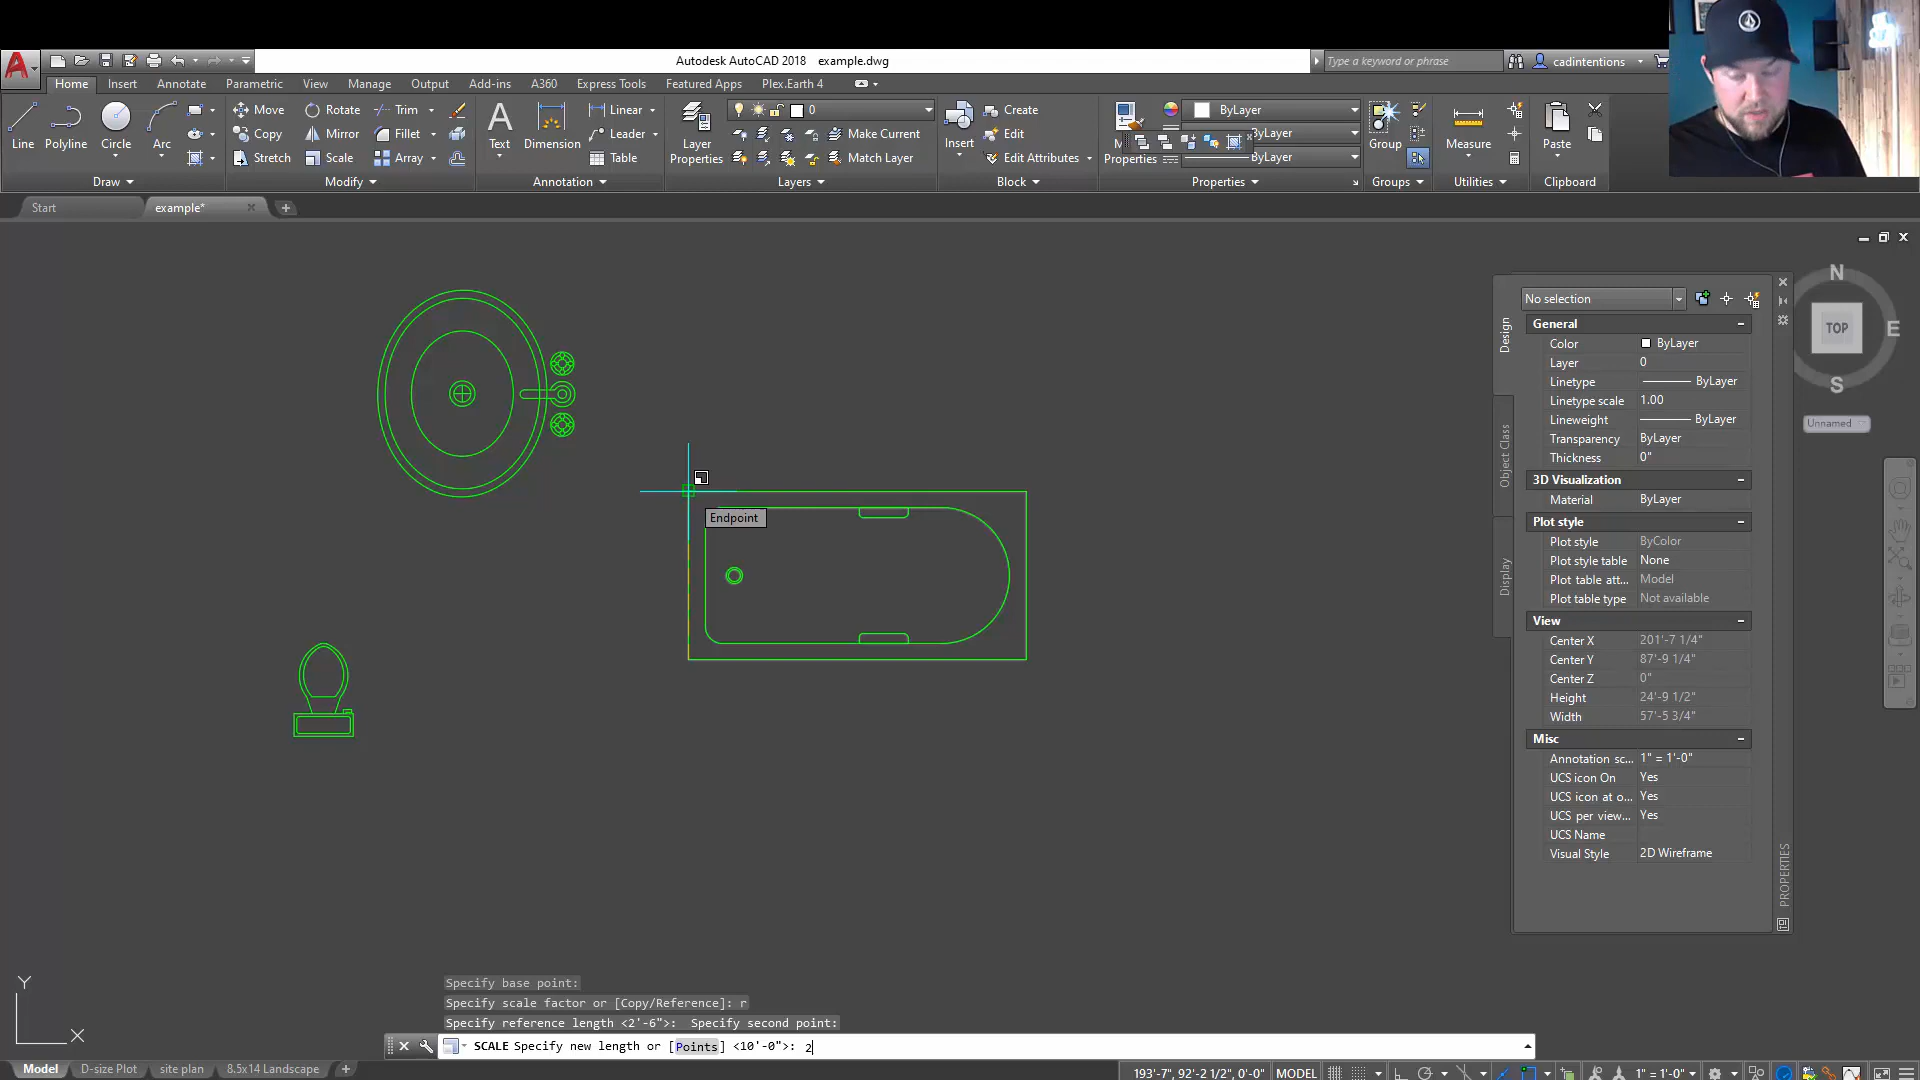 Autodesk AutoCAD 2018 example.dwg
Type a keyword or phrase
cadintentions
Home Insert Annotate Parametric View Manage Output Add-ins A360 Express Tools Featured Apps Plex.Earth 4
Line Polyline Circle Arc
Move Rotate Trim
Copy Mirror Fillet
Stretch Scale Array
Text Dimension
Linear
Leader
Table
Layer Properties
0
Make Current
Match Layer
Insert
Create
Edit
Edit Attributes
Properties
ByLayer
ByLayer
ByLayer
Group
Measure
Paste
Draw Modify Annotation Layers Block Properties Groups Utilities Clipboard
Start example*
N
TOP
E
S
Unnamed
Endpoint
Design
Object Class
Display
PROPERTIES
No selection
General
Color ByLayer
Layer 0
Linetype ByLayer
Linetype scale 1.00
Lineweight ByLayer
Transparency ByLayer
Thickness 0"
3D Visualization
Material ByLayer
Plot style
Plot style ByColor
Plot style table None
Plot table att... Model
Plot table type Not available
View
Center X 201'-7 1/4"
Center Y 87'-9 1/4"
Center Z 0"
Height 24'-9 1/2"
Width 57'-5 3/4"
Misc
Annotation sc... 1" = 1'-0"
UCS icon On Yes
UCS icon at o... Yes
UCS per view... Yes
UCS Name
Visual Style 2D Wireframe
Y
X
Specify base point:
Specify scale factor or [Copy/Reference]: r
Specify reference length <2'-6">: Specify second point:
SCALE Specify new length or [Points] <10'-0">: 2
Model D-size Plot site plan 8.5x14 Landscape
193'-7", 92'-2 1/2", 0'-0" MODEL 1" = 1'-0"